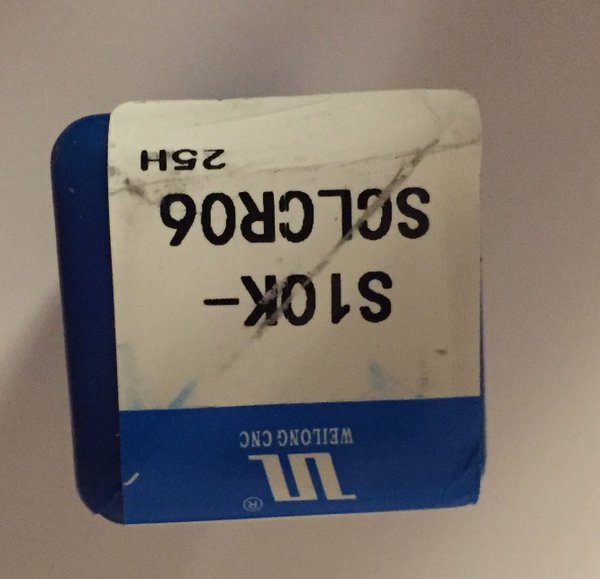 ®
WEILONG CNC
S10K-
SCLCR06
25H